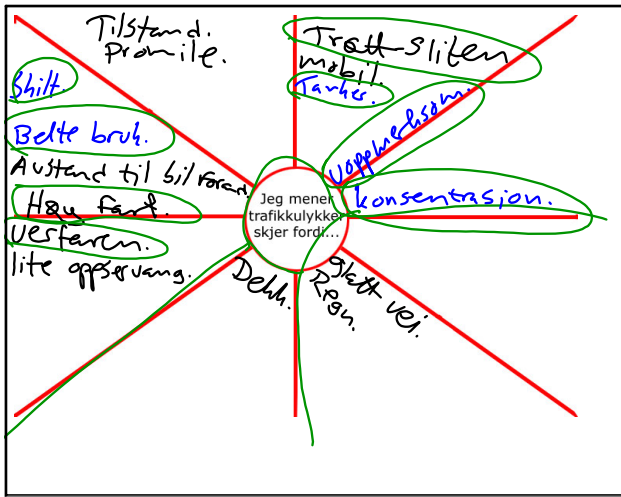 Tilstand.
Promile.
Skilt.
Belte bruk.
Avstand til bil foran.
Høy fart.
Uerfaren.
lite oppservang.
Trøtt-sliten
mobil.
Tanker.
Uoppmerksom.
konsentrasjon.
Jeg mener
trafikkulykker
skjer fordi...
Dekk.
Regn.
glatt vei.